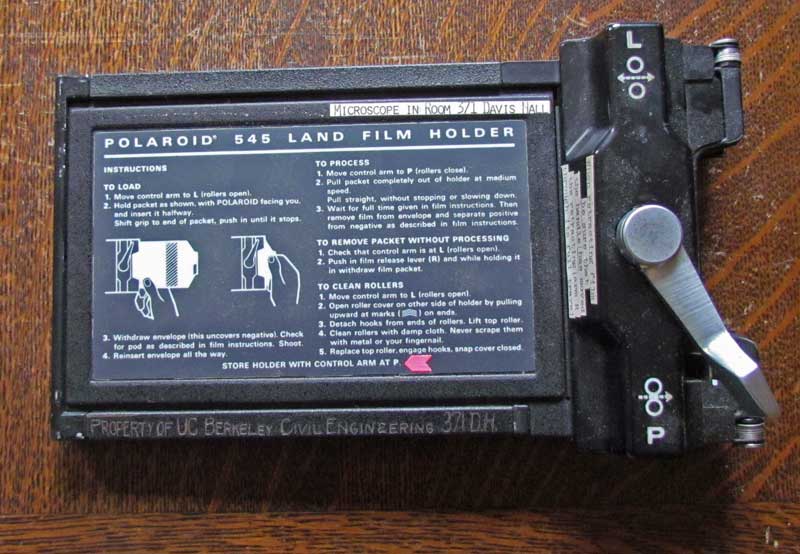 L
MICROSCOPE IN ROOM 371 DAVIS HALL
POLAROID® 545 LAND FILM HOLDER
INSTRUCTIONS
TO LOAD
1. Move control arm to L (rollers open).
2. Hold packet as shown, with POLAROID facing you, and insert it halfway.
Shift grip to end of packet, push in until it stops.
3. Withdraw envelope (this uncovers negative). Check
for pod as described in film instructions. Shoot.
4. Reinsert envelope all the way.
TO PROCESS
1. Move control arm to P (rollers close).
2. Pull packet completely out of holder at medium
speed.
Pull straight, without stopping or slowing down.
3. Wait for full time given in film instructions. Then
remove film from envelope and separate positive
from negative as described in film instructions.
TO REMOVE PACKET WITHOUT PROCESSING
1. Check that control arm is at L (rollers open).
2. Push in film release lever (R) and while holding it
in withdraw film packet.
TO CLEAN ROLLERS
1. Move control arm to L (rollers open).
2. Open roller cover on other side of holder by pulling
upward at marks ( ) on ends.
3. Detach hooks from ends of rollers. Lift top roller.
4. Clean rollers with damp cloth. Never scrape them
with metal or your fingernail.
5. Replace top roller, engage hooks, snap cover closed.
STORE HOLDER WITH CONTROL ARM AT P.
PROPERTY OF UC BERKELEY CIVIL ENGINEERING 371 D.H.
P